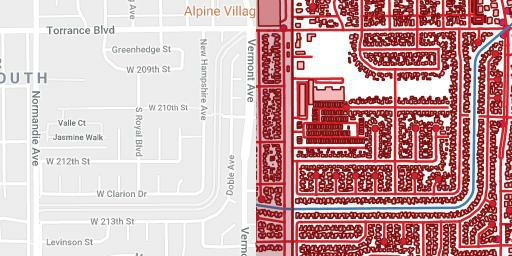 Alpine Villag
Torrance Blvd
Greenhedge St
W 209th St
OUTH
New Hampshire Ave
Vermont Ave
Normandie Ave
S Royal Blvd
W 210th St
Valle Ct
Jasmine Walk
W 212th St
Doble Ave
W Clarion Dr
W 213th St
Levinson St
Vermo